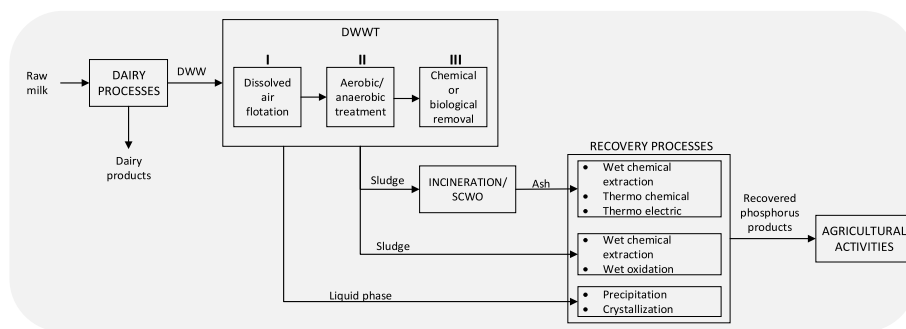 DWWT
I
II
III
Raw
milk
DAIRY
PROCESSES
DWW
Dissolved
air
flotation
Aerobic/
anaerobic
treatment
Chemical
or
biological
removal
Dairy
products
RECOVERY PROCESSES
Sludge
INCINERATION/
SCWO
Ash
• Wet chemical
extraction
• Thermo chemical
• Thermo electric
Recovered
phosphorus
products
AGRICULTURAL
ACTIVITIES
Sludge
• Wet chemical
extraction
• Wet oxidation
Liquid phase
• Precipitation
• Crystallization